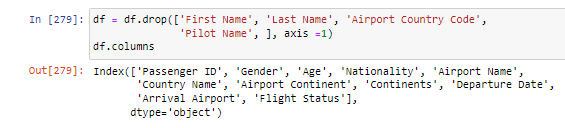 In [279]: df = df.drop(['First Name', 'Last Name', 'Airport Country Code',
'Pilot Name', ], axis =1)
df.columns
Out[279]: Index(['Passenger ID', 'Gender', 'Age', 'Nationality', 'Airport Name',
'Country Name', 'Airport Continent', 'Continents', 'Departure Date',
'Arrival Airport', 'Flight Status'],
dtype='object')